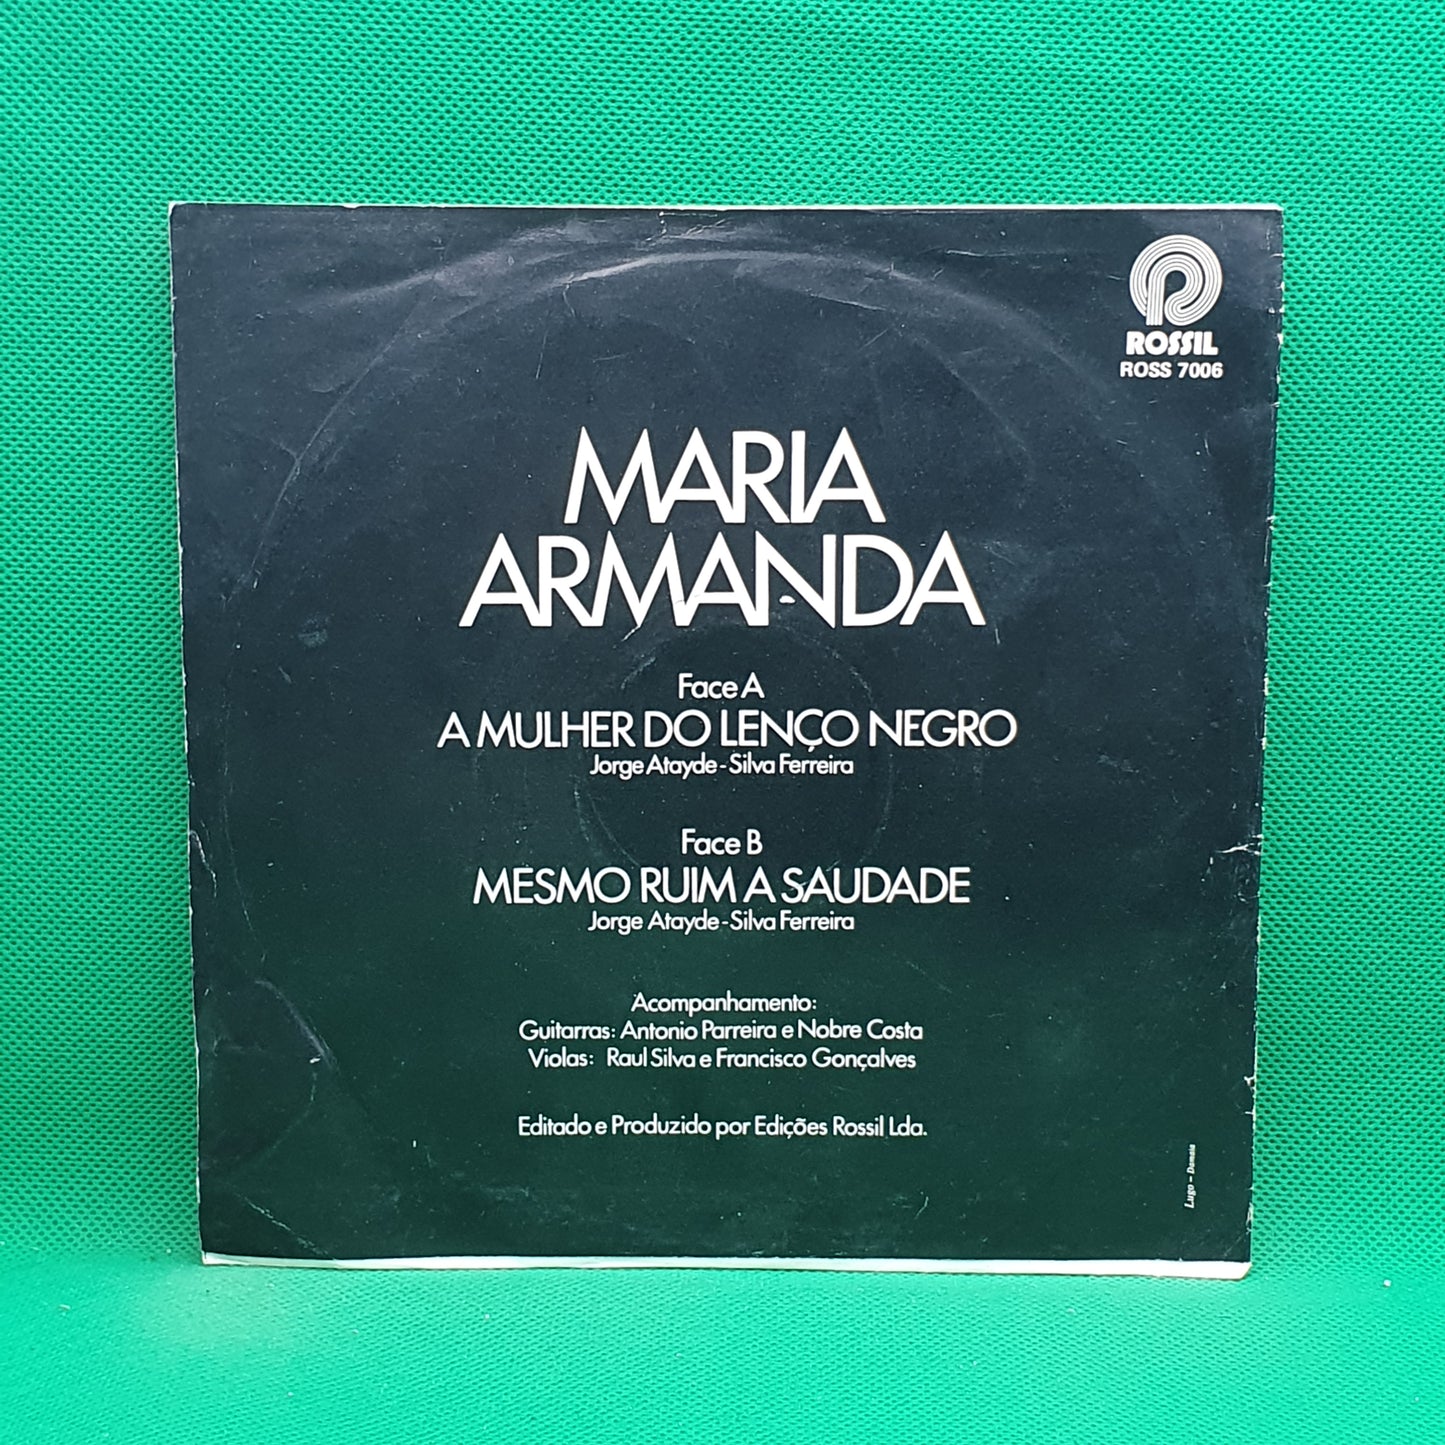 ROSSIL
ROSS 7006
MARIA
ARMANDA
Face A
A MULHER DO LENÇO NEGRO
Jorge Atayde - Silva Ferreira
Face B
MESMO RUIM A SAUDADE
Jorge Atayde - Silva Ferreira
Acompanhamento:
Guitarras: Antonio Parreira e Nobre Costa
Violas: Raul Silva e Francisco Gonçalves
Editado e Produzido por Edições Rossil Lda.
Lugo - Damaia